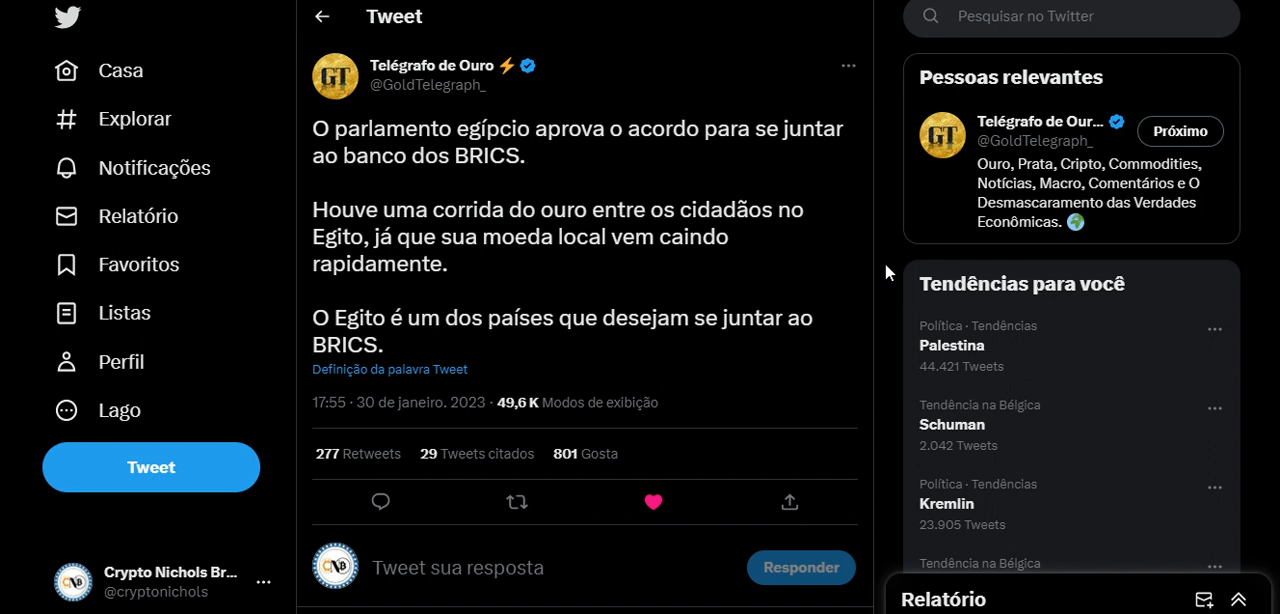 Casa
Explorar
Notificações
Relatório
Favoritos
Listas
Perfil
Lago
Tweet
Crypto Nichols Br...
@cryptonichols
Tweet
GT
Telégrafo de Ouro
@GoldTelegraph_
O parlamento egípcio aprova o acordo para se juntar
ao banco dos BRICS.
Houve uma corrida do ouro entre os cidadãos no
Egito, já que sua moeda local vem caindo
rapidamente.
O Egito é um dos países que desejam se juntar ao
BRICS.
Definição da palavra Tweet
17:55 · 30 de janeiro. 2023 · 49,6 K Modos de exibição
277 Retweets 29 Tweets citados 801 Gosta
CNB
Tweet sua resposta
Responder
Pesquisar no Twitter
Pessoas relevantes
GT
Telégrafo de Our...
@GoldTelegraph_
Próximo
Ouro, Prata, Cripto, Commodities,
Notícias, Macro, Comentários e O
Desmascaramento das Verdades
Econômicas.
Tendências para você
Política · Tendências
Palestina
44.421 Tweets
Tendência na Bélgica
Schuman
2.042 Tweets
Política · Tendências
Kremlin
23.905 Tweets
Tendência na Bélgica
Relatório